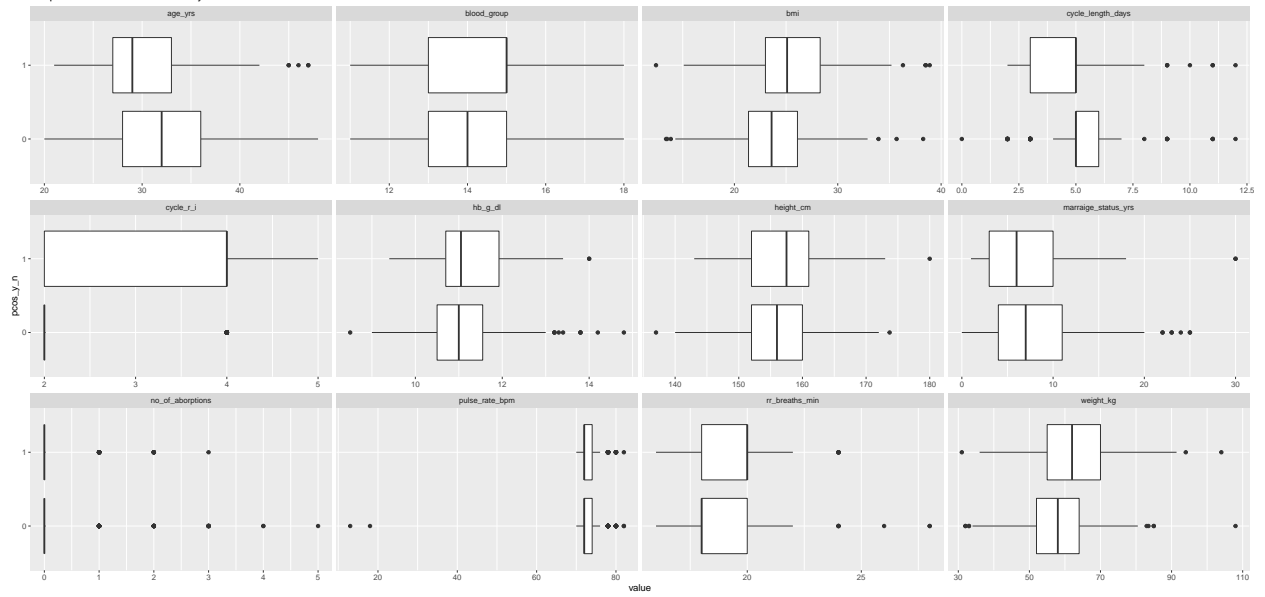 age_yrs blood_group bmi cycle_length_days
1
0
20 30 40 12 14 16 18 20 30 40 0.0 2.5 5.0 7.5 10.0 12.5
cycle_r_i hb_g_dl height_cm marraige_status_yrs
1
0
2 3 4 5 10 12 14 140 150 160 170 180 0 10 20 30
pcos_y_n
no_of_aborptions pulse_rate_bpm rr_breaths_min weight_kg
1
0
0 1 2 3 4 5 20 40 60 80 20 25 30 50 70 90 110
value